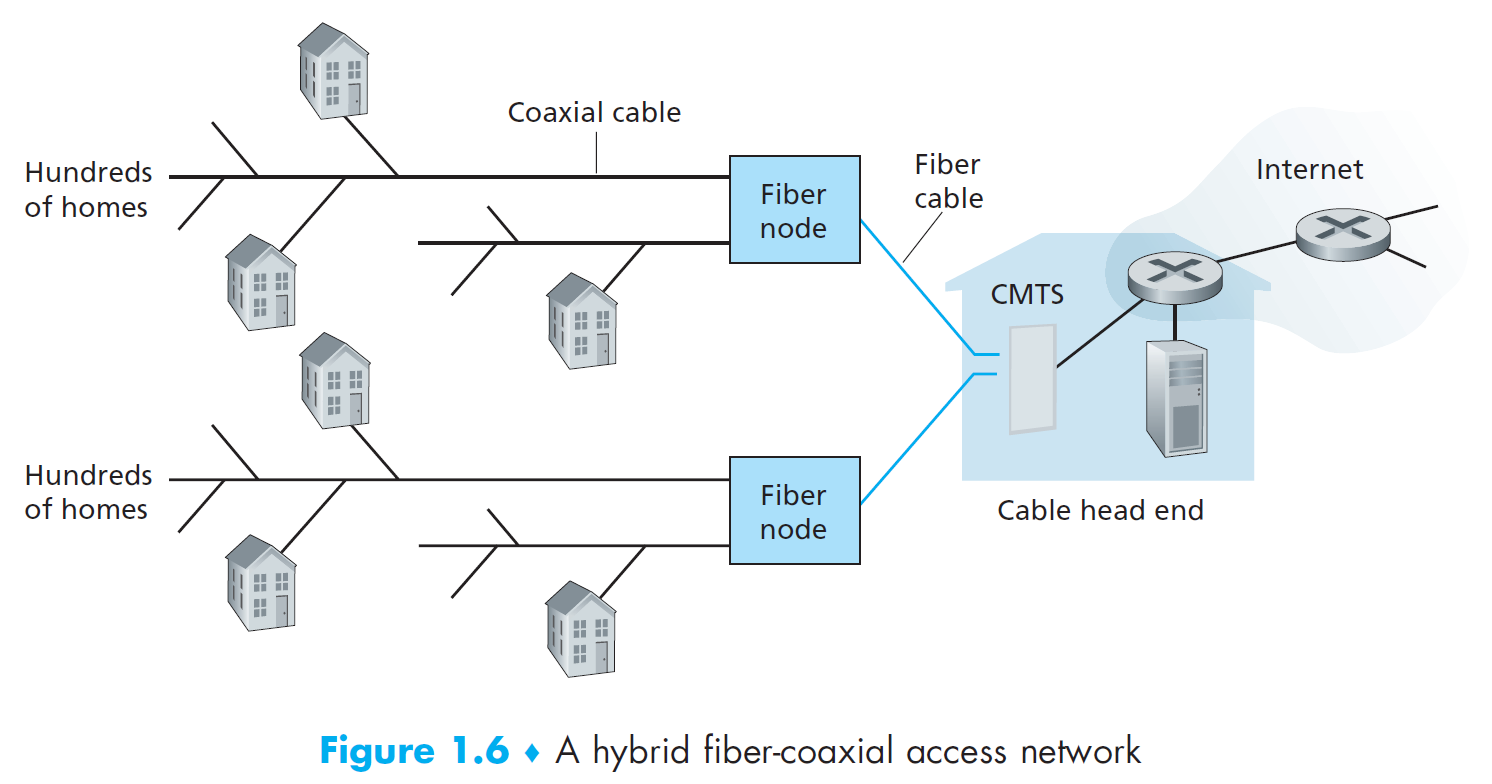 Coaxial cable
Hundreds
of homes
Fiber
node
Fiber
cable
Internet
CMTS
Hundreds
of homes
Fiber
node
Cable head end
Figure 1.6 ♦ A hybrid fiber-coaxial access network